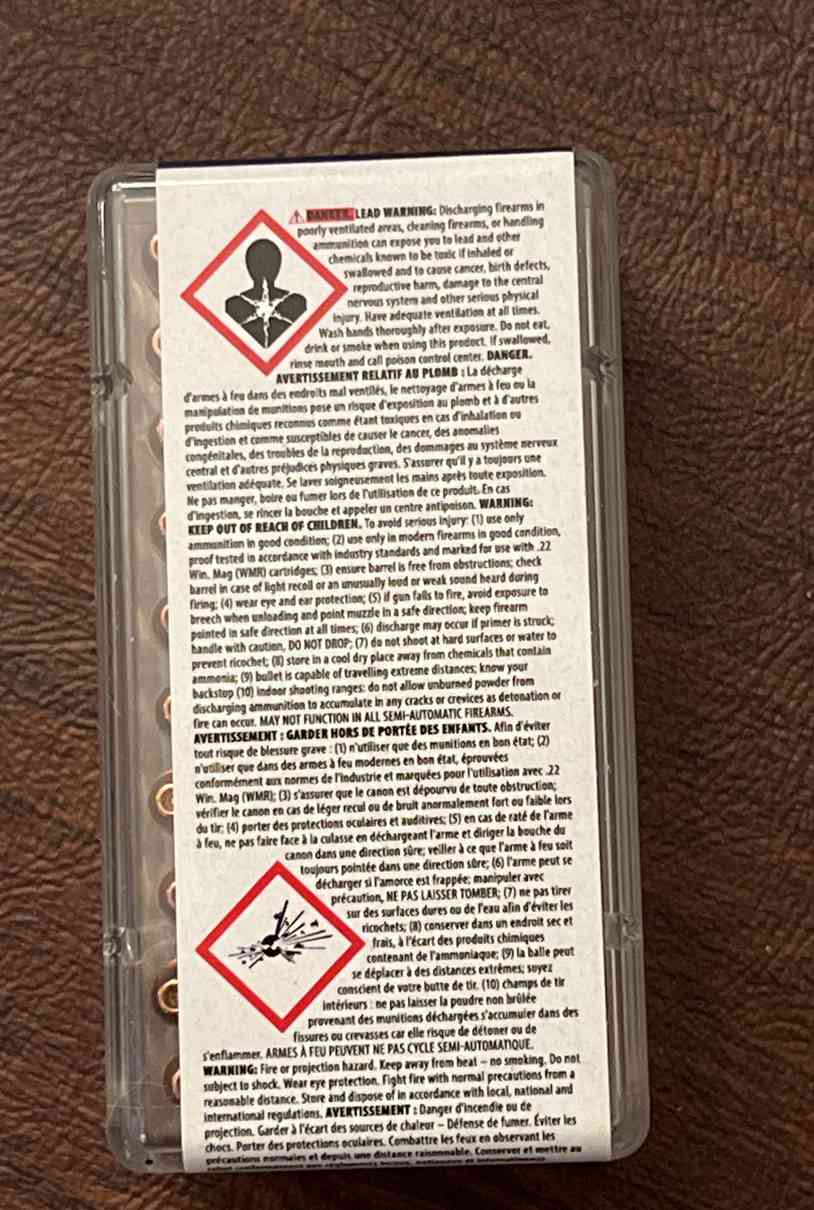 DANGER. LEAD WARNING: Discharging firearms in
poorly ventilated areas, cleaning firearms, or handling
ammunition can expose you to lead and other
chemicals known to be toxic if inhaled or
swallowed and to cause cancer, birth defects,
reproductive harm, damage to the central
nervous system and other serious physical
injury. Have adequate ventilation at all times.
Wash hands thoroughly after exposure. Do not eat,
drink or smoke when using this product. If swallowed,
rinse mouth and call poison control center. DANGER.
AVERTISSEMENT RELATIF AU PLOMB : La décharge
d'armes à feu dans des endroits mal ventilés, le nettoyage d'armes à feu ou la
manipulation de munitions pose un risque d'exposition au plomb et à d'autres
produits chimiques reconnus comme étant toxiques en cas d'inhalation ou
d'ingestion et comme susceptibles de causer le cancer, des anomalies
congénitales, des troubles de la reproduction, des dommages au système nerveux
central et d'autres préjudices physiques graves. S'assurer qu'il y a toujours une
ventilation adéquate. Se laver soigneusement les mains après toute exposition.
Ne pas manger, boire ou fumer lors de l'utilisation de ce produit. En cas
d'ingestion, se rincer la bouche et appeler un centre antipoison. WARNING:
KEEP OUT OF REACH OF CHILDREN. To avoid serious injury: (1) use only
ammunition in good condition; (2) use only in modern firearms in good condition,
proof tested in accordance with industry standards and marked for use with .22
Win. Mag (WMR) cartridges; (3) ensure barrel is free from obstructions; check
barrel in case of light recoil or an unusually loud or weak sound heard during
firing; (4) wear eye and ear protection; (5) if gun fails to fire, avoid exposure to
breech when unloading and point muzzle in a safe direction; keep firearm
pointed in safe direction at all times; (6) discharge may occur if primer is struck;
handle with caution, DO NOT DROP; (7) do not shoot at hard surfaces or water to
prevent ricochet; (8) store in a cool dry place away from chemicals that contain
ammonia; (9) bullet is capable of travelling extreme distances; know your
backstop (10) indoor shooting ranges: do not allow unburned powder from
discharging ammunition to accumulate in any cracks or crevices as detonation or
fire can occur. MAY NOT FUNCTION IN ALL SEMI-AUTOMATIC FIREARMS.
AVERTISSEMENT : GARDER HORS DE PORTÉE DES ENFANTS. Afin d'éviter
tout risque de blessure grave : (1) n'utiliser que des munitions en bon état; (2)
n'utiliser que dans des armes à feu modernes en bon état, éprouvées
conformément aux normes de l'industrie et marquées pour l'utilisation avec .22
Win. Mag (WMR); (3) s'assurer que le canon est dépourvu de toute obstruction;
vérifier le canon en cas de léger recul ou de bruit anormalement fort ou faible lors
du tir; (4) porter des protections oculaires et auditives; (5) en cas de raté de l'arme
à feu, ne pas faire face à la culasse en déchargeant l'arme et diriger la bouche du
canon dans une direction sûre; veiller à ce que l'arme à feu soit
toujours pointée dans une direction sûre; (6) l'arme peut se
décharger si l'amorce est frappée; manipuler avec
précaution, NE PAS LAISSER TOMBER; (7) ne pas tirer
sur des surfaces dures ou de l'eau afin d'éviter les
ricochets; (8) conserver dans un endroit sec et
frais, à l'écart des produits chimiques
contenant de l'ammoniaque; (9) la balle peut
se déplacer à des distances extrêmes; soyez
conscient de votre butte de tir. (10) champs de tir
intérieurs : ne pas laisser la poudre non brûlée
provenant des munitions déchargées s'accumuler dans des
fissures ou crevasses car elle risque de détoner ou de
s'enflammer. ARMES À FEU PEUVENT NE PAS CYCLE SEMI-AUTOMATIQUE.
WARNING: Fire or projection hazard. Keep away from heat – no smoking. Do not
subject to shock. Wear eye protection. Fight fire with normal precautions from a
reasonable distance. Store and dispose of in accordance with local, national and
international regulations. AVERTISSEMENT : Danger d'incendie ou de
projection. Garder à l'écart des sources de chaleur – Défense de fumer. Éviter les
chocs. Porter des protections oculaires. Combattre les feux en observant les
précautions normales et depuis une distance raisonnable. Conserver et mettre au